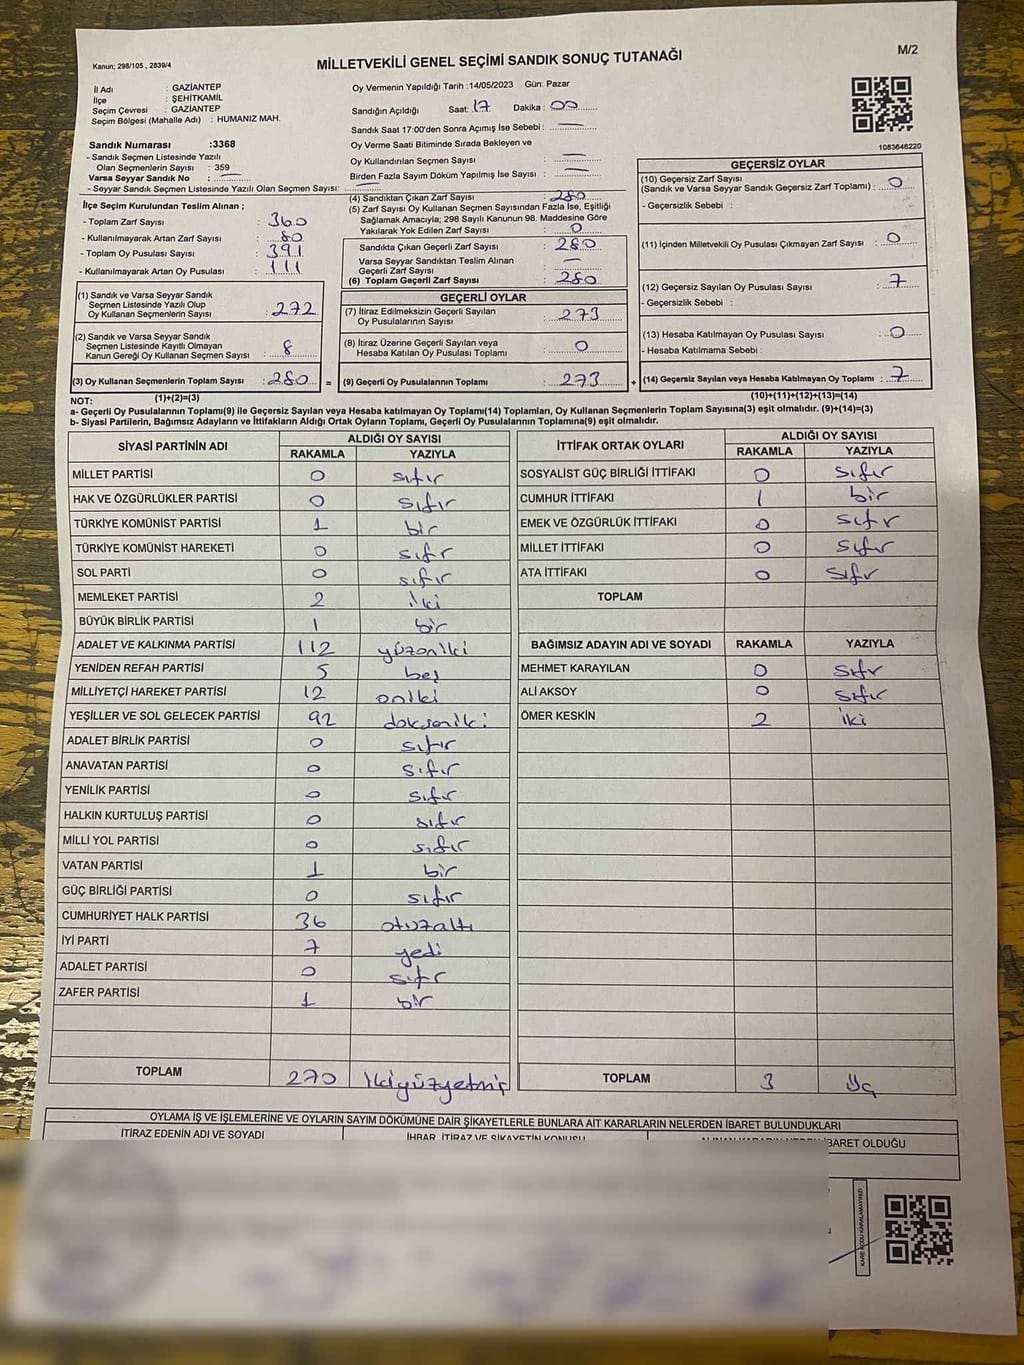 Kanun; 298/105 , 2839/4
MİLLETVEKİLİ GENEL SEÇİMİ SANDIK SONUÇ TUTANAĞI
M/2
İl Adı : GAZİANTEP
İlçe : ŞEHİTKAMİL
Seçim Çevresi : GAZİANTEP
Seçim Bölgesi (Mahalle Adı) : HUMANIZ MAH.
Sandık Numarası :3368
- Sandık Seçmen Listesinde Yazılı
Olan Seçmenlerin Sayısı : 359
Varsa Seyyar Sandık No :
- Seyyar Sandık Seçmen Listesinde Yazılı Olan Seçmen Sayısı:
Oy Vermenin Yapıldığı Tarih :14/05/2023 Gün: Pazar
Sandığın Açıldığı Saat: 17 Dakika : 00
Sandık Saat 17:00'den Sonra Açımış İse Sebebi : —
Oy Verme Saati Bitiminde Sırada Bekleyen ve
Oy Kullandırılan Seçmen Sayısı : —
Birden Fazla Sayım Döküm Yapılmış İse Sayısı : —
1083646220
İlçe Seçim Kurulundan Teslim Alınan ;
- Toplam Zarf Sayısı : 360
- Kullanılmayarak Artan Zarf Sayısı : 80
- Toplam Oy Pusulası Sayısı : 391
- Kullanılmayarak Artan Oy Pusulası : 111
(1) Sandık ve Varsa Seyyar Sandık
Seçmen Listesinde Yazılı Olup
Oy Kullanan Seçmenlerin Sayısı : 272
(2) Sandık ve Varsa Seyyar Sandık
Seçmen Listesinde Kayıtlı Olmayan
Kanun Gereği Oy Kullanan Seçmen Sayısı : 8
(3) Oy Kullanan Seçmenlerin Toplam Sayısı : 280 =
(4) Sandıktan Çıkan Zarf Sayısı : 280
(5) Zarf Sayısı Oy Kullanan Seçmen Sayısından Fazla İse, Eşitliği
Sağlamak Amacıyla; 298 Sayılı Kanunun 98. Maddesine Göre
Yakılarak Yok Edilen Zarf Sayısı : 0
Sandıkta Çıkan Geçerli Zarf Sayısı : 280
Varsa Seyyar Sandıktan Teslim Alınan
Geçerli Zarf Sayısı : —
(6) Toplam Geçerli Zarf Sayısı : 280
GEÇERLİ OYLAR
(7) İtiraz Edilmeksizin Geçerli Sayılan
Oy Pusulalarının Sayısı : 273
(8) İtiraz Üzerine Geçerli Sayılan veya
Hesaba Katılan Oy Pusulası Toplamı : 0
(9) Geçerli Oy Pusulalarının Toplamı : 273 +
GEÇERSİZ OYLAR
(10) Geçersiz Zarf Sayısı
(Sandık ve Varsa Seyyar Sandık Geçersiz Zarf Toplamı) : 0
- Geçersizlik Sebebi :
(11) İçinden Milletvekili Oy Pusulası Çıkmayan Zarf Sayısı : 0
(12) Geçersiz Sayılan Oy Pusulası Sayısı : 7
- Geçersizlik Sebebi :
(13) Hesaba Katılmayan Oy Pusulası Sayısı : 0
- Hesaba Katılmama Sebebi :
(14) Geçersiz Sayılan veya Hesaba Katılmayan Oy Toplamı : 7
NOT: (1)+(2)=(3) (10)+(11)+(12)+(13)=(14)
a- Geçerli Oy Pusulalarının Toplamı(9) ile Geçersiz Sayılan veya Hesaba katılmayan Oy Toplamı(14) Toplamları, Oy Kullanan Seçmenlerin Toplam Sayısına(3) eşit olmalıdır. (9)+(14)=(3)
b- Siyasi Partilerin, Bağımsız Adayların ve İttifakların Aldığı Ortak Oyların Toplamı, Geçerli Oy Pusulalarının Toplamına(9) eşit olmalıdır.
SİYASİ PARTİNİN ADI ALDIĞI OY SAYISI
RAKAMLA YAZIYLA
MİLLET PARTİSİ 0 sıfır
HAK VE ÖZGÜRLÜKLER PARTİSİ 0 sıfır
TÜRKİYE KOMÜNİST PARTİSİ 1 bir
TÜRKİYE KOMÜNİST HAREKETİ 0 sıfır
SOL PARTİ 0 sıfır
MEMLEKET PARTİSİ 2 iki
BÜYÜK BİRLİK PARTİSİ 1 bir
ADALET VE KALKINMA PARTİSİ 112 yüzoniki
YENİDEN REFAH PARTİSİ 5 beş
MİLLİYETÇİ HAREKET PARTİSİ 12 oniki
YEŞİLLER VE SOL GELECEK PARTİSİ 92 doksaniki
ADALET BİRLİK PARTİSİ 0 sıfır
ANAVATAN PARTİSİ 0 sıfır
YENİLİK PARTİSİ 0 sıfır
HALKIN KURTULUŞ PARTİSİ 0 sıfır
MİLLİ YOL PARTİSİ 0 sıfır
VATAN PARTİSİ 1 bir
GÜÇ BİRLİĞİ PARTİSİ 0 sıfır
CUMHURİYET HALK PARTİSİ 36 otuzaltı
İYİ PARTİ 7 yedi
ADALET PARTİSİ 0 sıfır
ZAFER PARTİSİ 1 bir
TOPLAM 270 ikiyüzyetmiş
İTTİFAK ORTAK OYLARI ALDIĞI OY SAYISI
RAKAMLA YAZIYLA
SOSYALİST GÜÇ BİRLİĞİ İTTİFAKI 0 sıfır
CUMHUR İTTİFAKI 1 bir
EMEK VE ÖZGÜRLÜK İTTİFAKI 0 sıfır
MİLLET İTTİFAKI 0 sıfır
ATA İTTİFAKI 0 sıfır
TOPLAM
BAĞIMSIZ ADAYIN ADI VE SOYADI RAKAMLA YAZIYLA
MEHMET KARAYILAN 0 sıfır
ALİ AKSOY 0 sıfır
ÖMER KESKİN 2 iki
TOPLAM 3 üç
OYLAMA İŞ VE İŞLEMLERİNE VE OYLARIN SAYIM DÖKÜMÜNE DAİR ŞİKAYETLERLE BUNLARA AİT KARARLARIN NELERDEN İBARET BULUNDUKLARI
İTİRAZ EDENİN ADI VE SOYADI İHBAR, İTİRAZ VE ŞİKAYETİN KONUSU İBARET OLDUĞU
KARE KODU KARALAMAYINIZ!